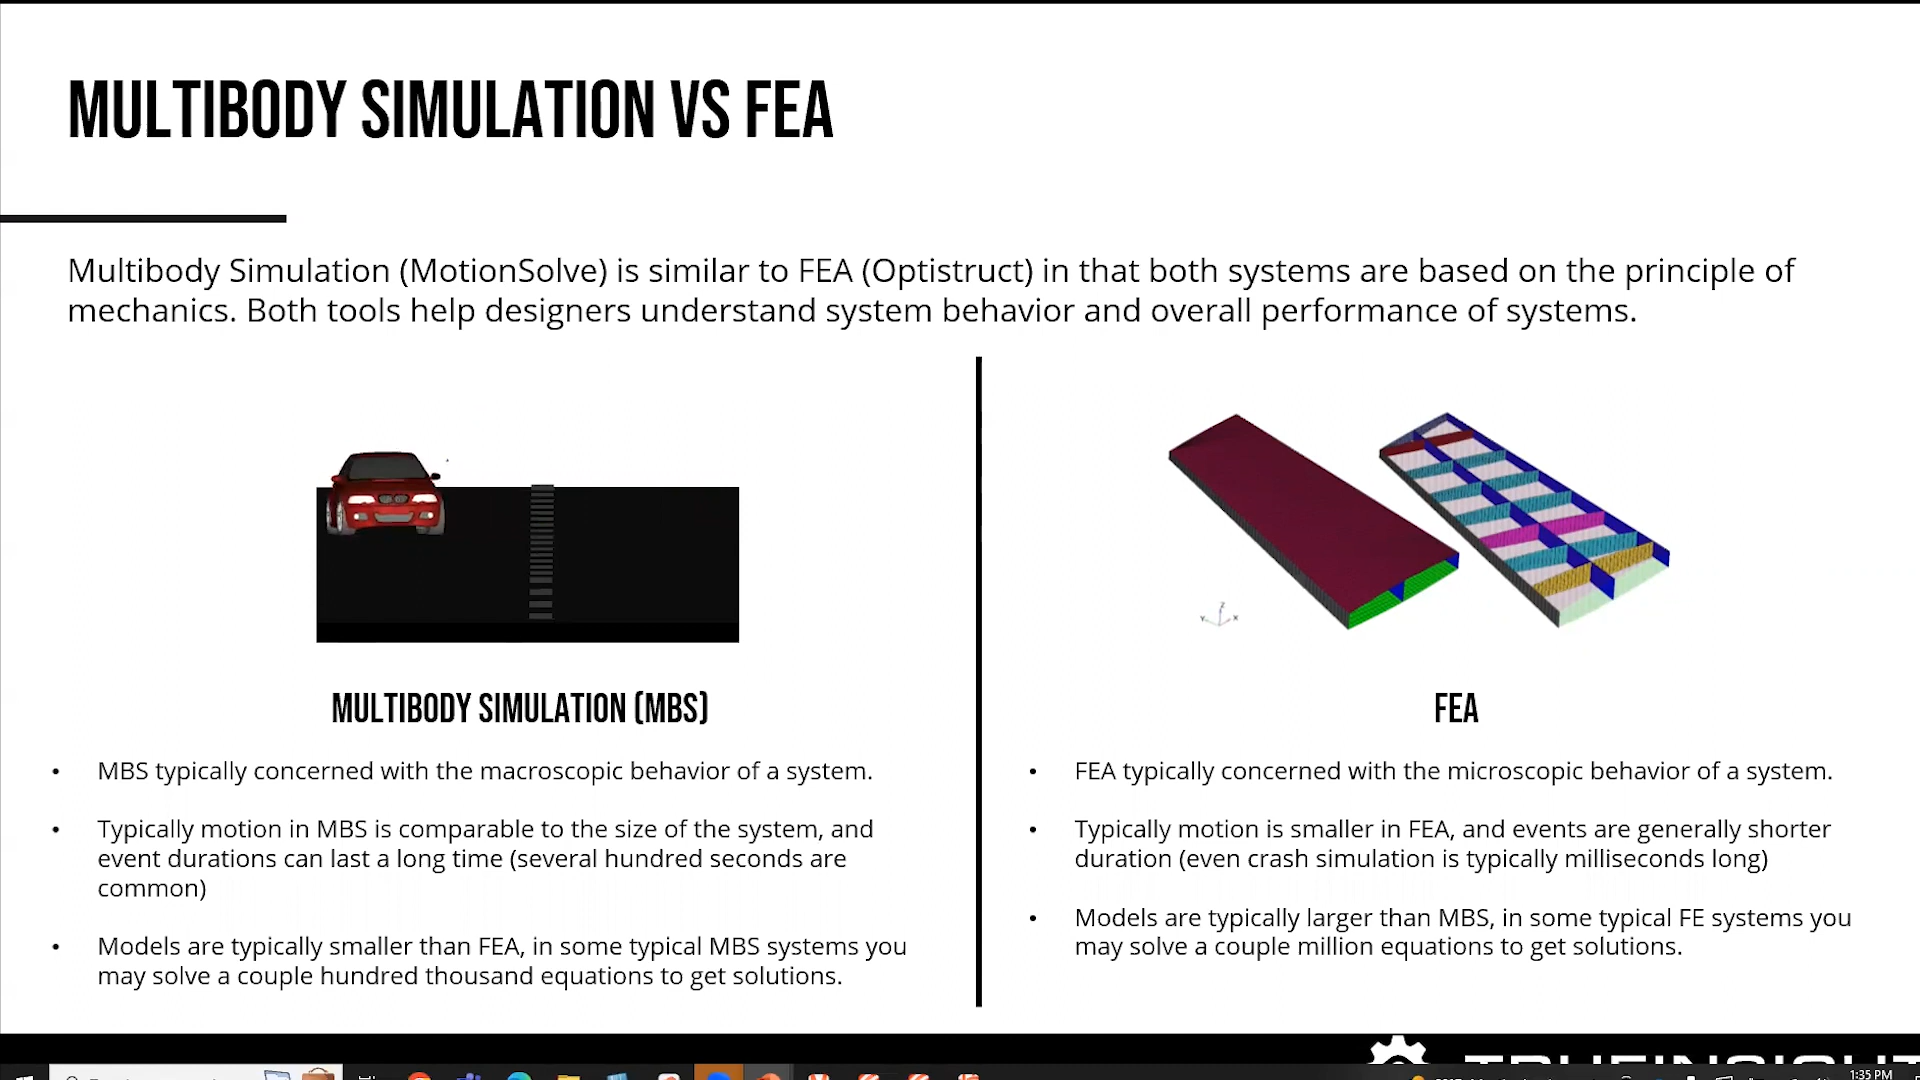 MULTIBODY SIMULATION VS FEA
Multibody Simulation (MotionSolve) is similar to FEA (Optistruct) in that both systems are based on the principle of
mechanics. Both tools help designers understand system behavior and overall performance of systems.
MULTIBODY SIMULATION (MBS)
• MBS typically concerned with the macroscopic behavior of a system.
• Typically motion in MBS is comparable to the size of the system, and
event durations can last a long time (several hundred seconds are
common)
• Models are typically smaller than FEA, in some typical MBS systems you
may solve a couple hundred thousand equations to get solutions.
Z
Y X
FEA
• FEA typically concerned with the microscopic behavior of a system.
• Typically motion is smaller in FEA, and events are generally shorter
duration (even crash simulation is typically milliseconds long)
• Models are typically larger than MBS, in some typical FE systems you
may solve a couple million equations to get solutions.
TRUEINSIGHT
1:35 PM